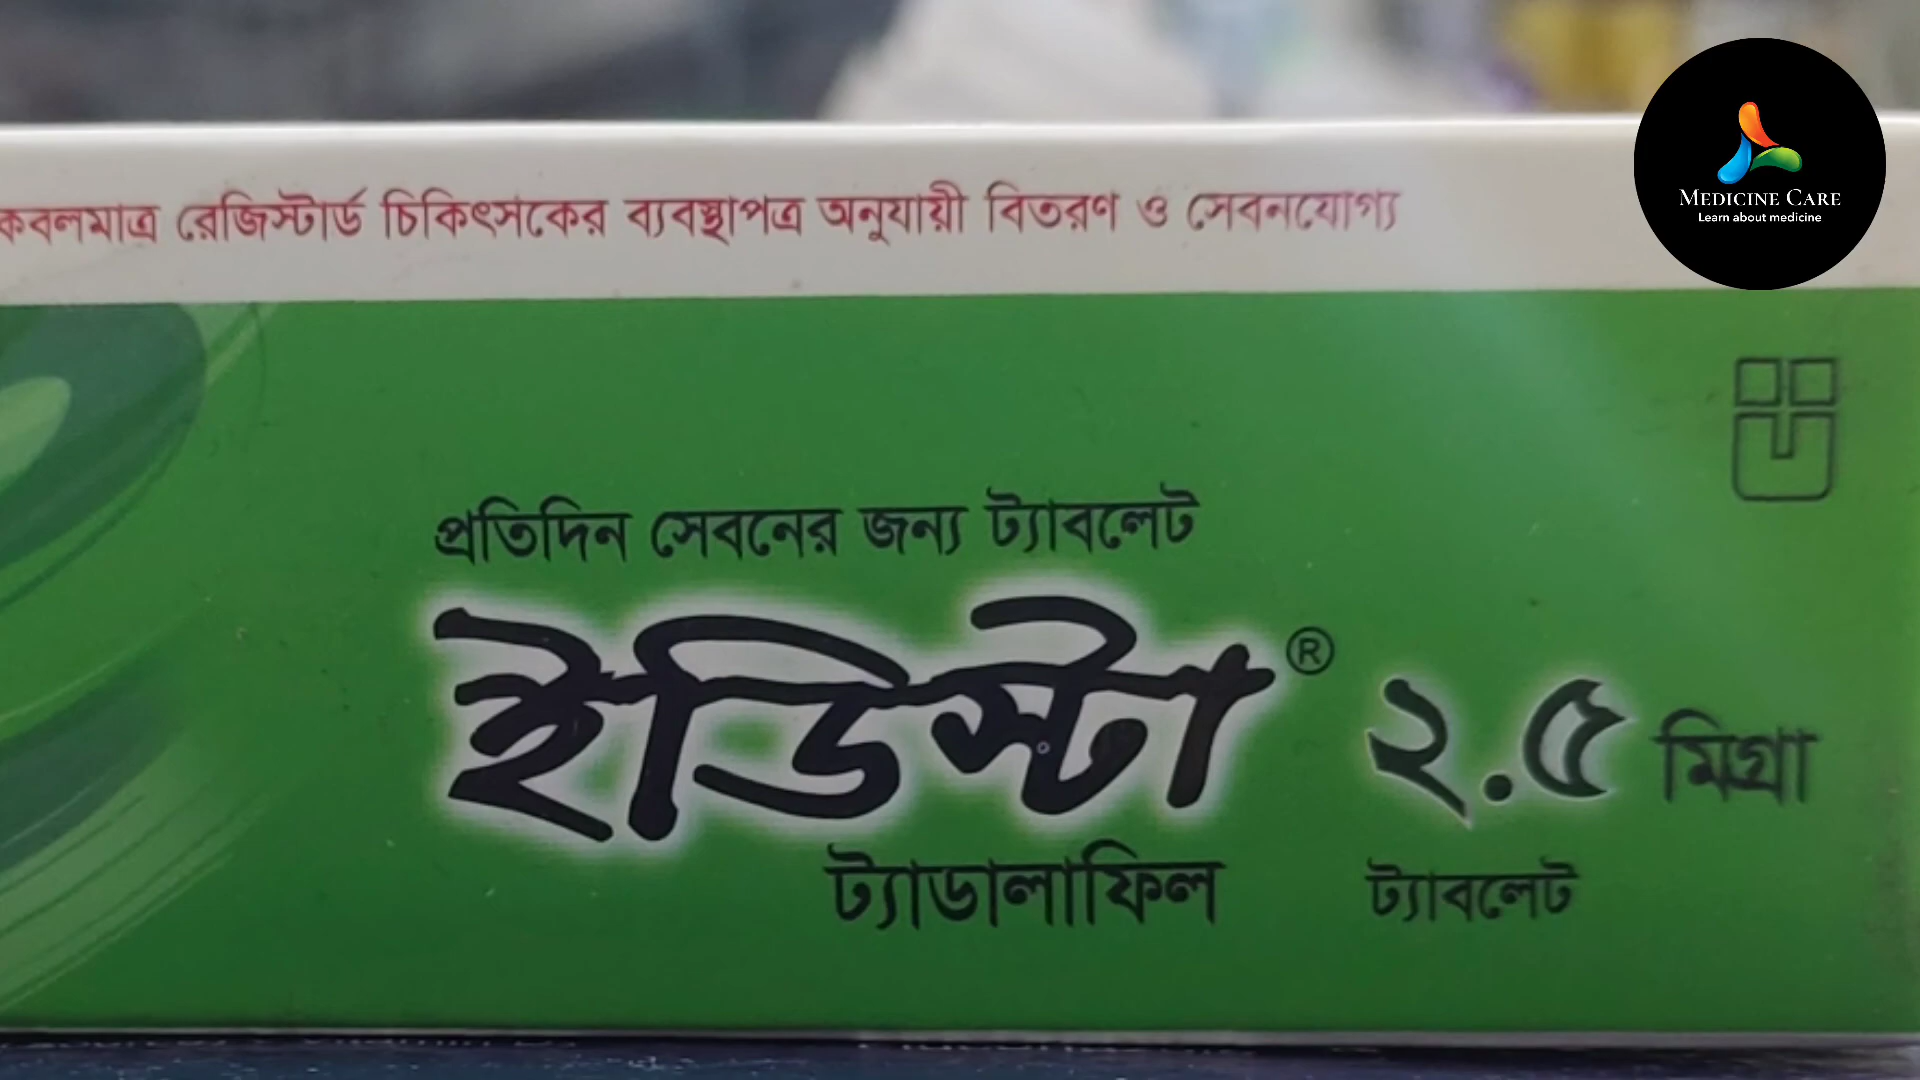 কেবলমাত্র রেজিস্টার্ড চিকিৎসকের ব্যবস্থাপত্র অনুযায়ী বিতরণ ও সেবনযোগ্য
MEDICINE CARE
Learn about medicine
প্রতিদিন সেবনের জন্য ট্যাবলেট
ইডিস্টা® ২.৫ মিগ্রা
ট্যাডালাফিল ট্যাবলেট